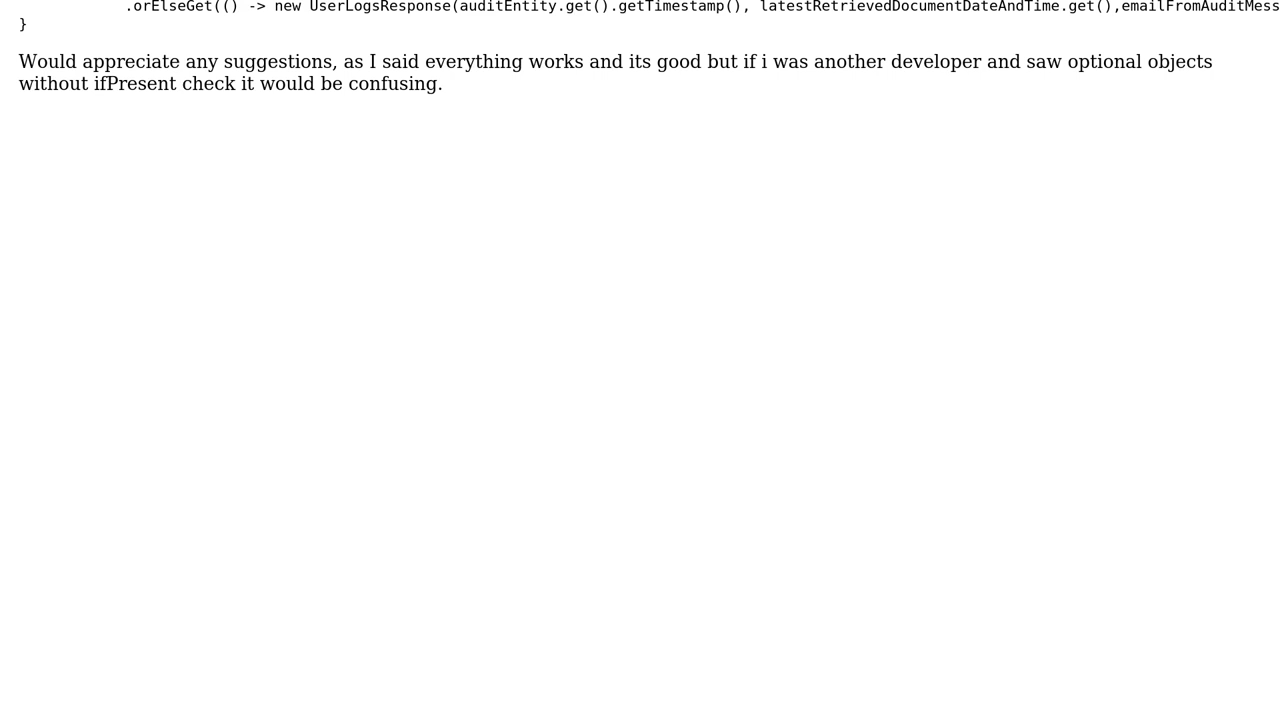 .orElseGet(() -> new UserLogsResponse(auditEntity.get().getTimestamp(), latestRetrievedDocumentDateAndTime.get(),emailFromAuditMess
}
Would appreciate any suggestions, as I said everything works and its good but if i was another developer and saw optional objects
without ifPresent check it would be confusing.